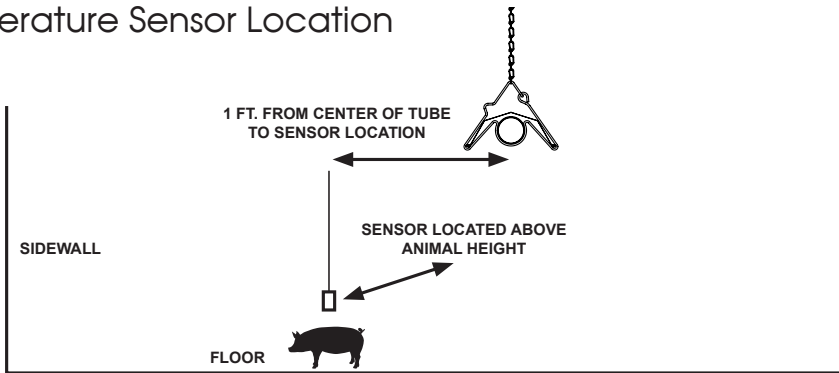 erature Sensor Location
1 FT. FROM CENTER OF TUBE
TO SENSOR LOCATION
SENSOR LOCATED ABOVE
ANIMAL HEIGHT
SIDEWALL
FLOOR